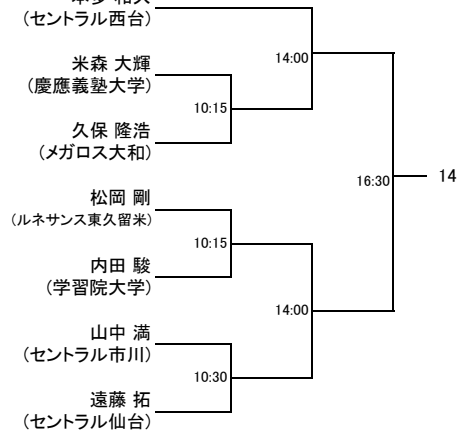 (セントラル西台)
14:00
米森 大輝
(慶應義塾大学)
10:15
久保 隆浩
(メガロス大和)
16:30
14
松岡 剛
(ルネサンス東久留米)
10:15
内田 駿
(学習院大学)
14:00
山中 満
(セントラル市川)
10:30
遠藤 拓
(セントラル仙台)